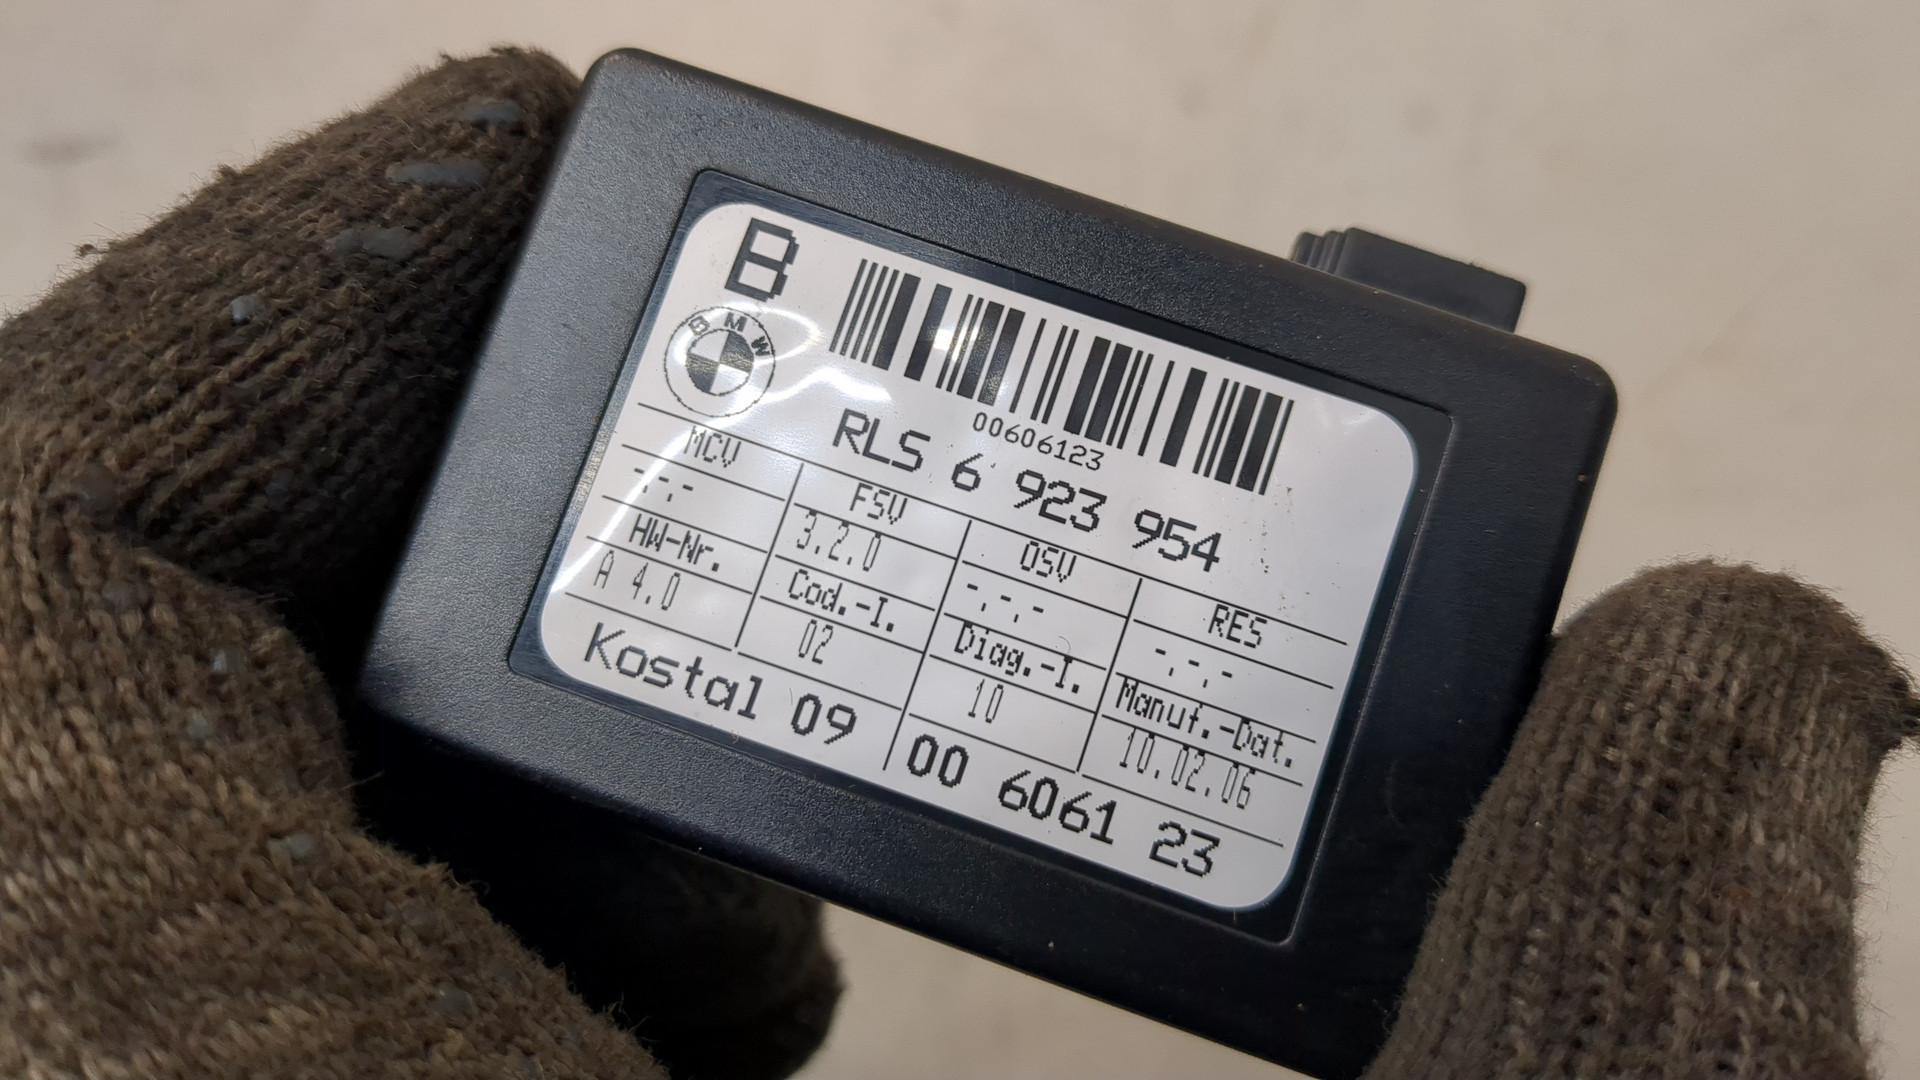 B
BMW
00606123
RLS 6 923 954
MCV FSV OSV RES
-.-.- 3.2.0 -.-.- -.-.-
HW-Nr. Cod.-I. Diag.-I. Manuf.-Dat.
A 4.0 02 10 10.02.06
Kostal 09 00 6061 23